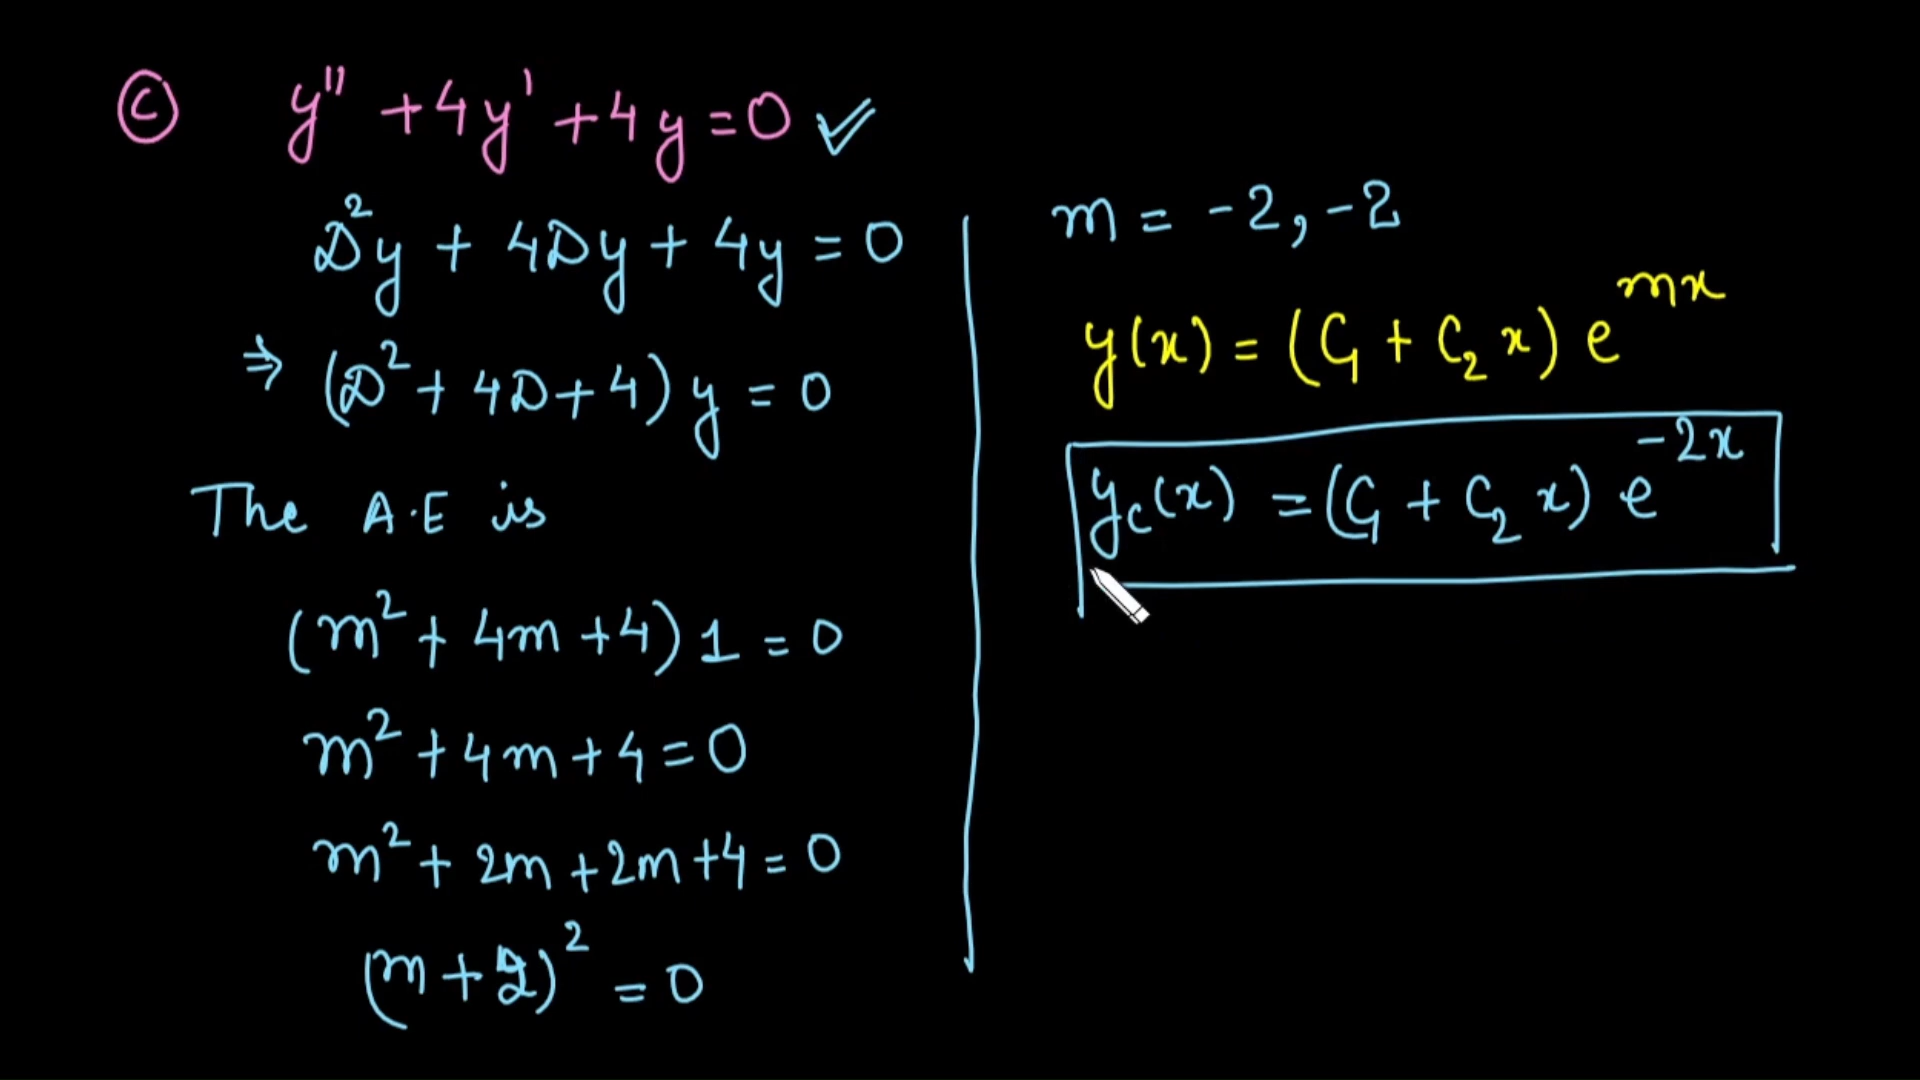 ⓒ y'' + 4y' + 4y = 0 ✓
D²y + 4Dy + 4y = 0
⇒ (D² + 4D + 4) y = 0
The A.E is
(m² + 4m + 4) 1 = 0
m² + 4m + 4 = 0
m² + 2m + 2m + 4 = 0
(m + 2)² = 0
m = -2, -2
y(x) = (C₁ + C₂ x) e^{mx}
y_c(x) = (C₁ + C₂ x) e^{-2x}